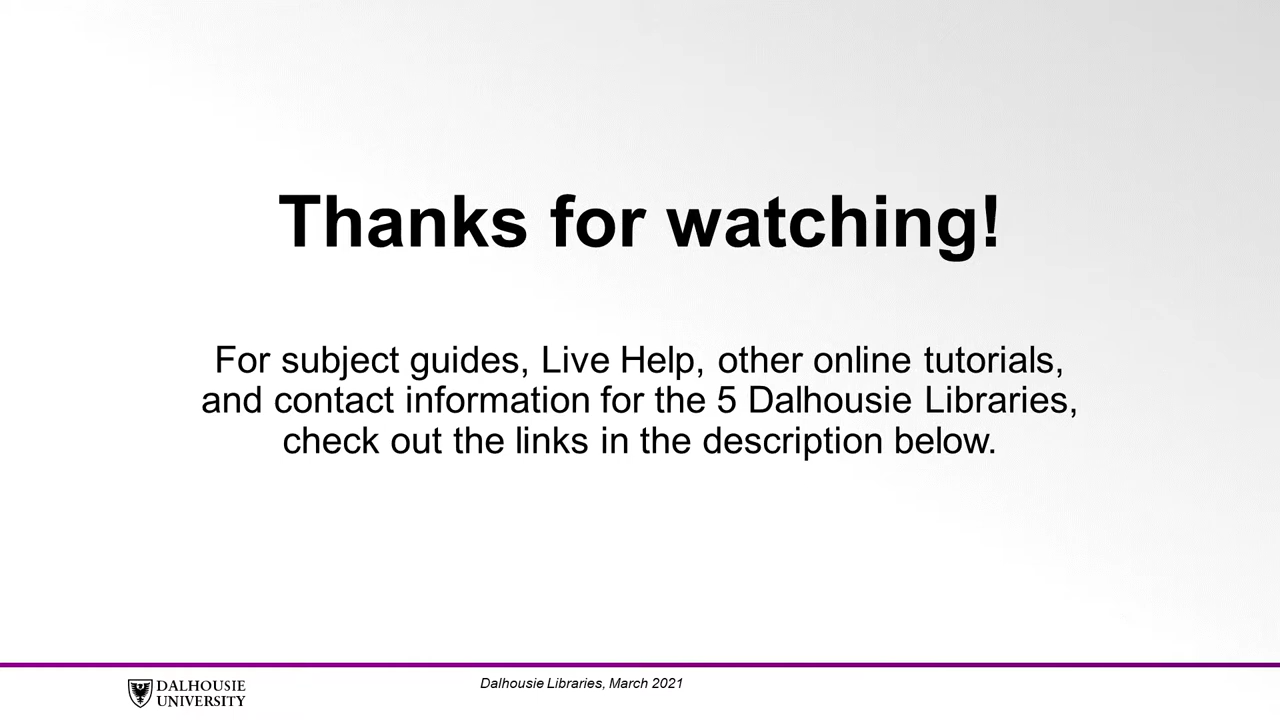 Thanks for watching!
For subject guides, Live Help, other online tutorials,
and contact information for the 5 Dalhousie Libraries,
check out the links in the description below.
DALHOUSIE
UNIVERSITY
Dalhousie Libraries, March 2021